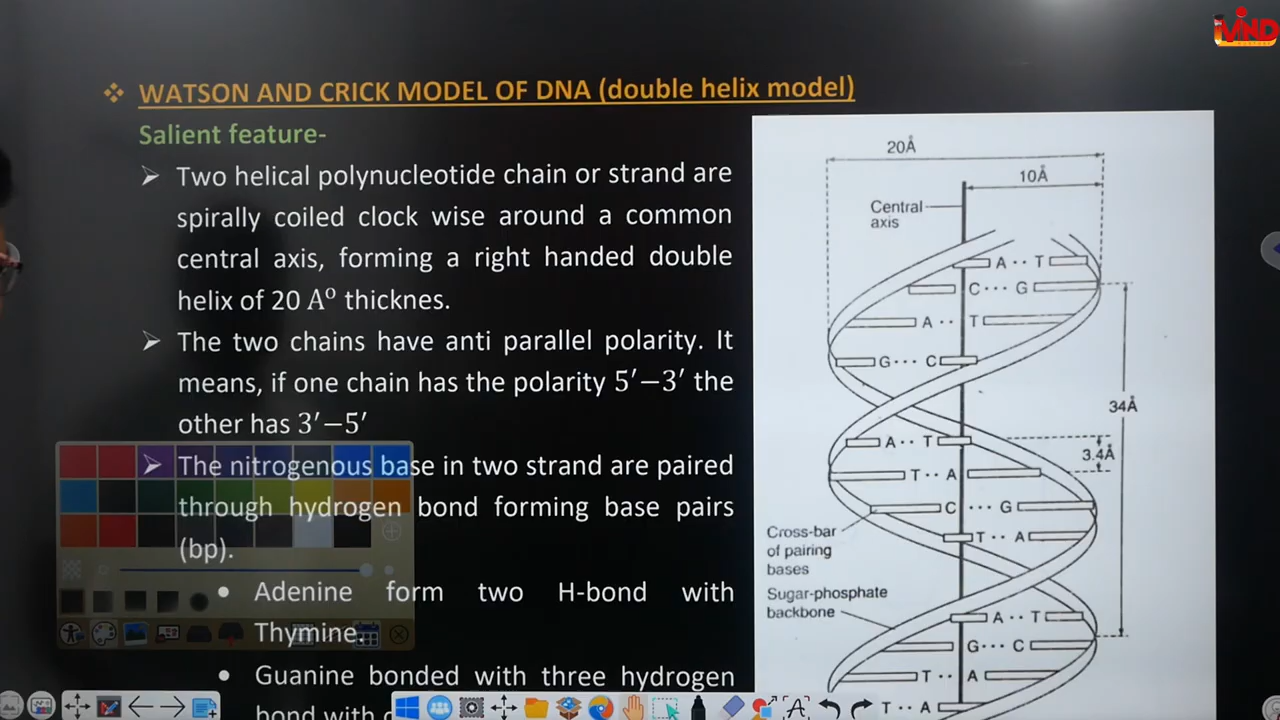 iMIND
❖ WATSON AND CRICK MODEL OF DNA (double helix model)
Salient feature-
➢ Two helical polynucleotide chain or strand are
spirally coiled clock wise around a common
central axis, forming a right handed double
helix of 20 A⁰ thicknes.
➢ The two chains have anti parallel polarity. It
means, if one chain has the polarity 5′−3′ the
other has 3′−5′
➢ The nitrogenous base in two strand are paired
through hydrogen bond forming base pairs
(bp).
• Adenine form two H-bond with
Thymine.
• Guanine bonded with three hydrogen
bond with
20Å
10Å
Central
axis
A·· T
C··· G
A·· T
G··· C
34Å
A·· T
3.4Å
T·· A
C ··· G
Cross-bar
of pairing
bases
T·· A
Sugar-phosphate
backbone
A·· T
G··· C
T·· A
T·· A